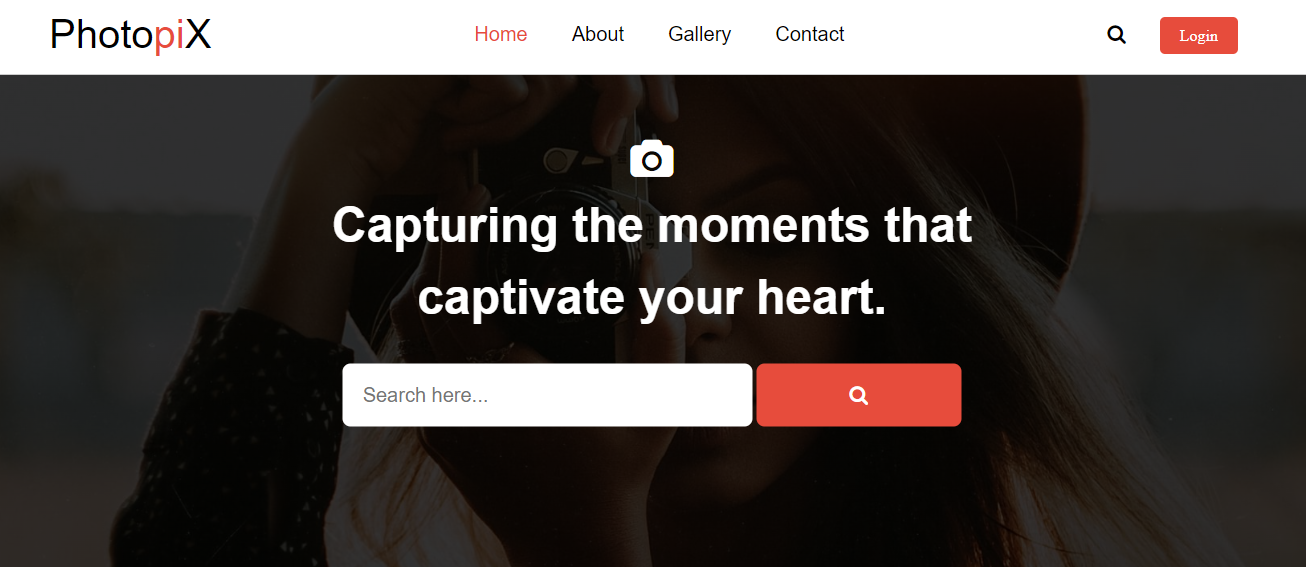 PhotopiX
Home About Gallery Contact
Login
Capturing the moments that
captivate your heart.
Search here...